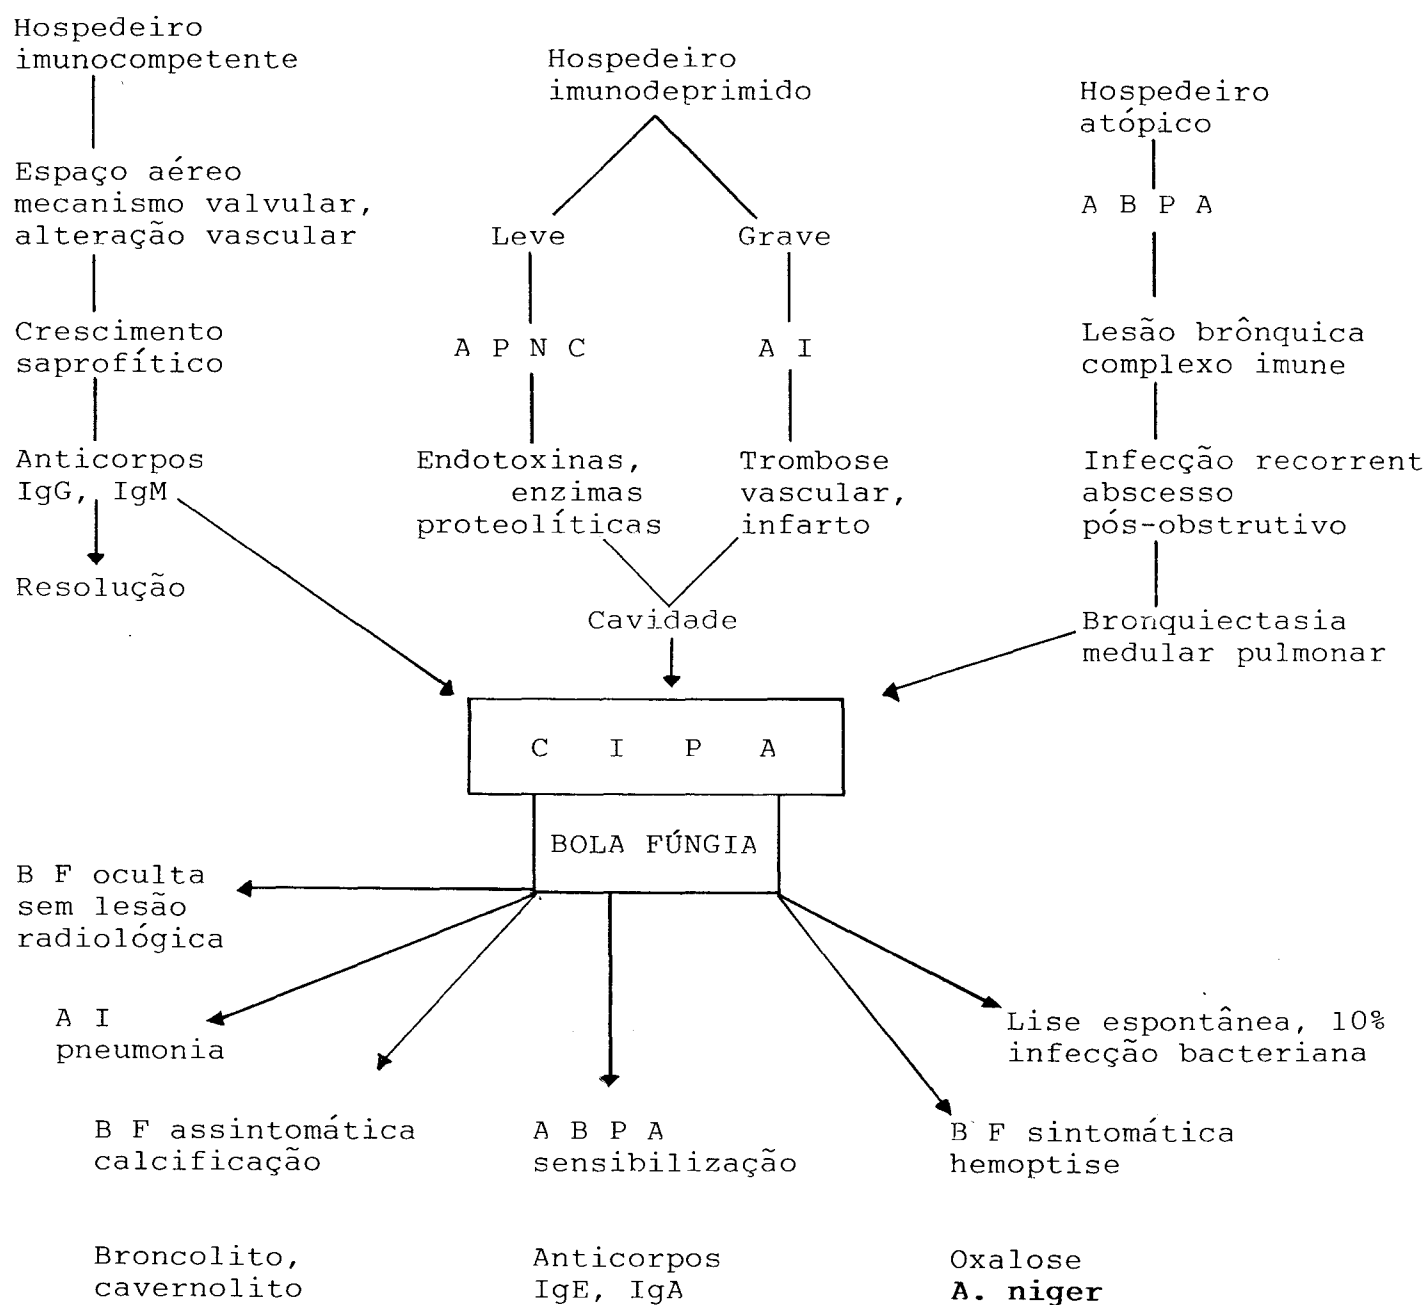 Hospedeiro
imunocompetente
Espaço aéreo
mecanismo valvular,
alteração vascular
Crescimento
saprofítico
Anticorpos
IgG, IgM
Resolução
Hospedeiro
imunodeprimido
Leve
Grave
A P N C
A I
Endotoxinas,
enzimas
proteolíticas
Trombose
vascular,
infarto
Cavidade
Hospedeiro
atópico
A B P A
Lesão brônquica
complexo imune
Infecção recorrent
abscesso
pós-obstrutivo
Bronquiectasia
medular pulmonar
C I P A
BOLA FÚNGIA
B F oculta
sem lesão
radiológica
A I
pneumonia
B F assintomática
calcificação
Broncolito,
cavernolito
A B P A
sensibilização
Anticorpos
IgE, IgA
Lise espontânea, 10%
infecção bacteriana
B F sintomática
hemoptise
Oxalose
A. niger